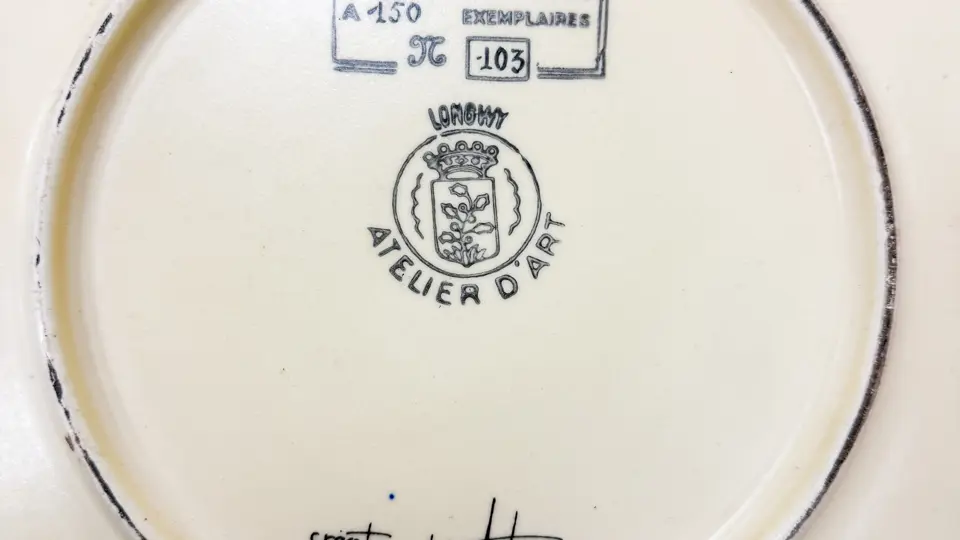 A 150 EXEMPLAIRES
N 103
LONGWY
ATELIER D'ART